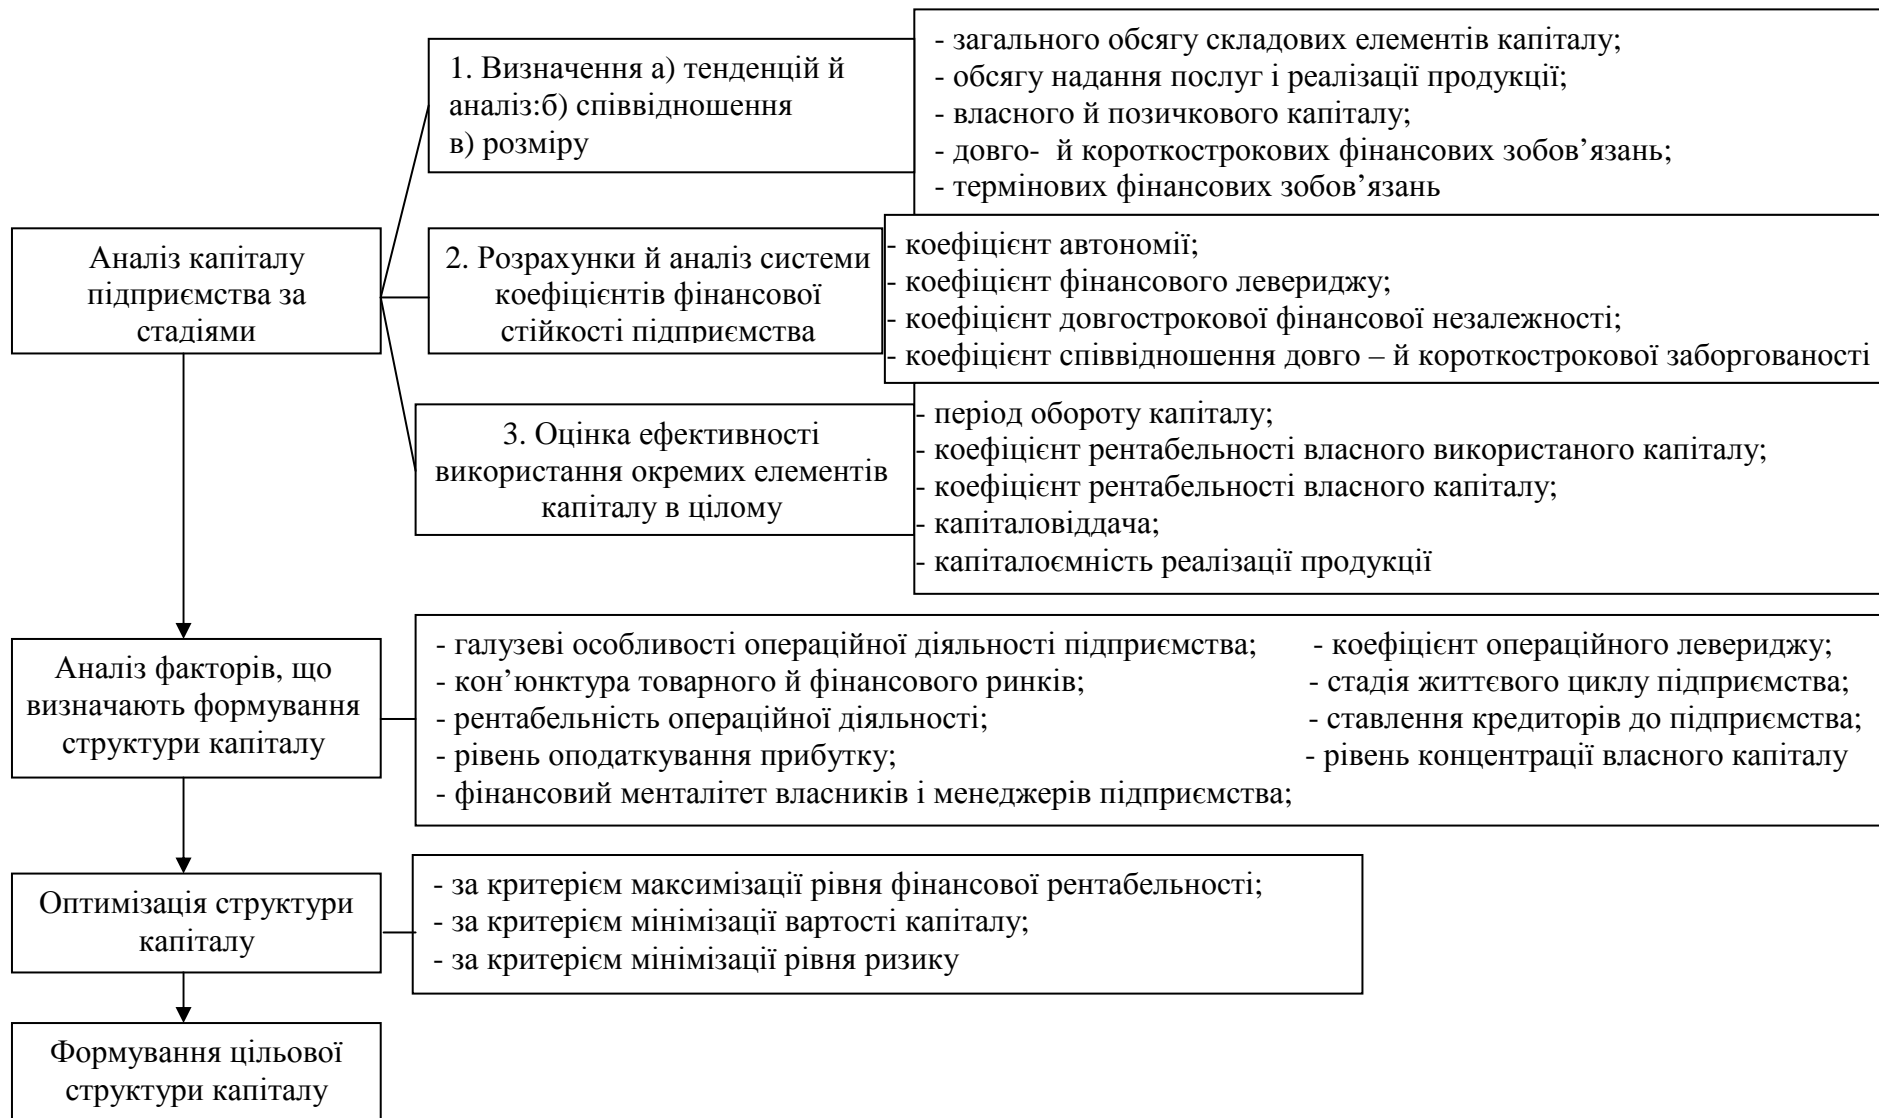 1. Визначення а) тенденцій й
аналіз:б) співвідношення
в) розміру
- загального обсягу складових елементів капіталу;
- обсягу надання послуг і реалізації продукції;
- власного й позичкового капіталу;
- довго- й короткострокових фінансових зобов’язань;
- термінових фінансових зобов’язань
Аналіз капіталу
підприємства за
стадіями
2. Розрахунки й аналіз системи
коефіцієнтів фінансової
стійкості підприємства
- коефіцієнт автономії;
- коефіцієнт фінансового левериджу;
- коефіцієнт довгострокової фінансової незалежності;
- коефіцієнт співвідношення довго – й короткострокової заборгованості
3. Оцінка ефективності
використання окремих елементів
капіталу в цілому
- період обороту капіталу;
- коефіцієнт рентабельності власного використаного капіталу;
- коефіцієнт рентабельності власного капіталу;
- капіталовіддача;
- капіталоємність реалізації продукції
Аналіз факторів, що
визначають формування
структури капіталу
- галузеві особливості операційної діяльності підприємства; - коефіцієнт операційного левериджу;
- кон’юнктура товарного й фінансового ринків; - стадія життєвого циклу підприємства;
- рентабельність операційної діяльності; - ставлення кредиторів до підприємства;
- рівень оподаткування прибутку; - рівень концентрації власного капіталу
- фінансовий менталітет власників і менеджерів підприємства;
Оптимізація структури
капіталу
- за критерієм максимізації рівня фінансової рентабельності;
- за критерієм мінімізації вартості капіталу;
- за критерієм мінімізації рівня ризику
Формування цільової
структури капіталу